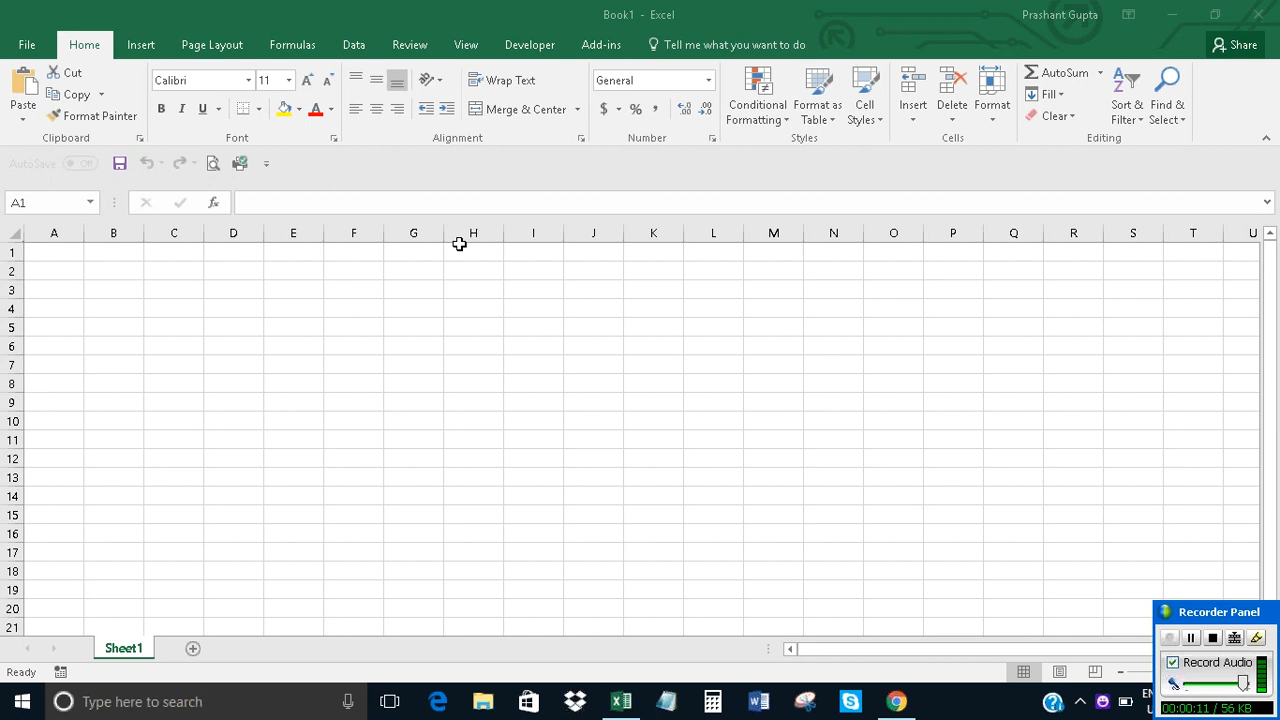 Book1 - Excel
Prashant Gupta
File Home Insert Page Layout Formulas Data Review View Developer Add-ins Tell me what you want to do Share
Paste
Cut
Copy
Format Painter
Clipboard
Calibri 11
B I U A
Font
Wrap Text
Merge & Center
Alignment
General
$ % ,
Number
Conditional Formatting
Format as Table
Cell Styles
Styles
Insert Delete Format
Cells
AutoSum
Fill
Clear
Sort & Filter
Find & Select
Editing
AutoSave Off
A1 fx
A B C D E F G H I J K L M N O P Q R S T U
1
2
3
4
5
6
7
8
9
10
11
12
13
14
15
16
17
18
19
20
21
Sheet1
Ready
Recorder Panel
Record Audio
00:00:11 / 56 KB
Type here to search